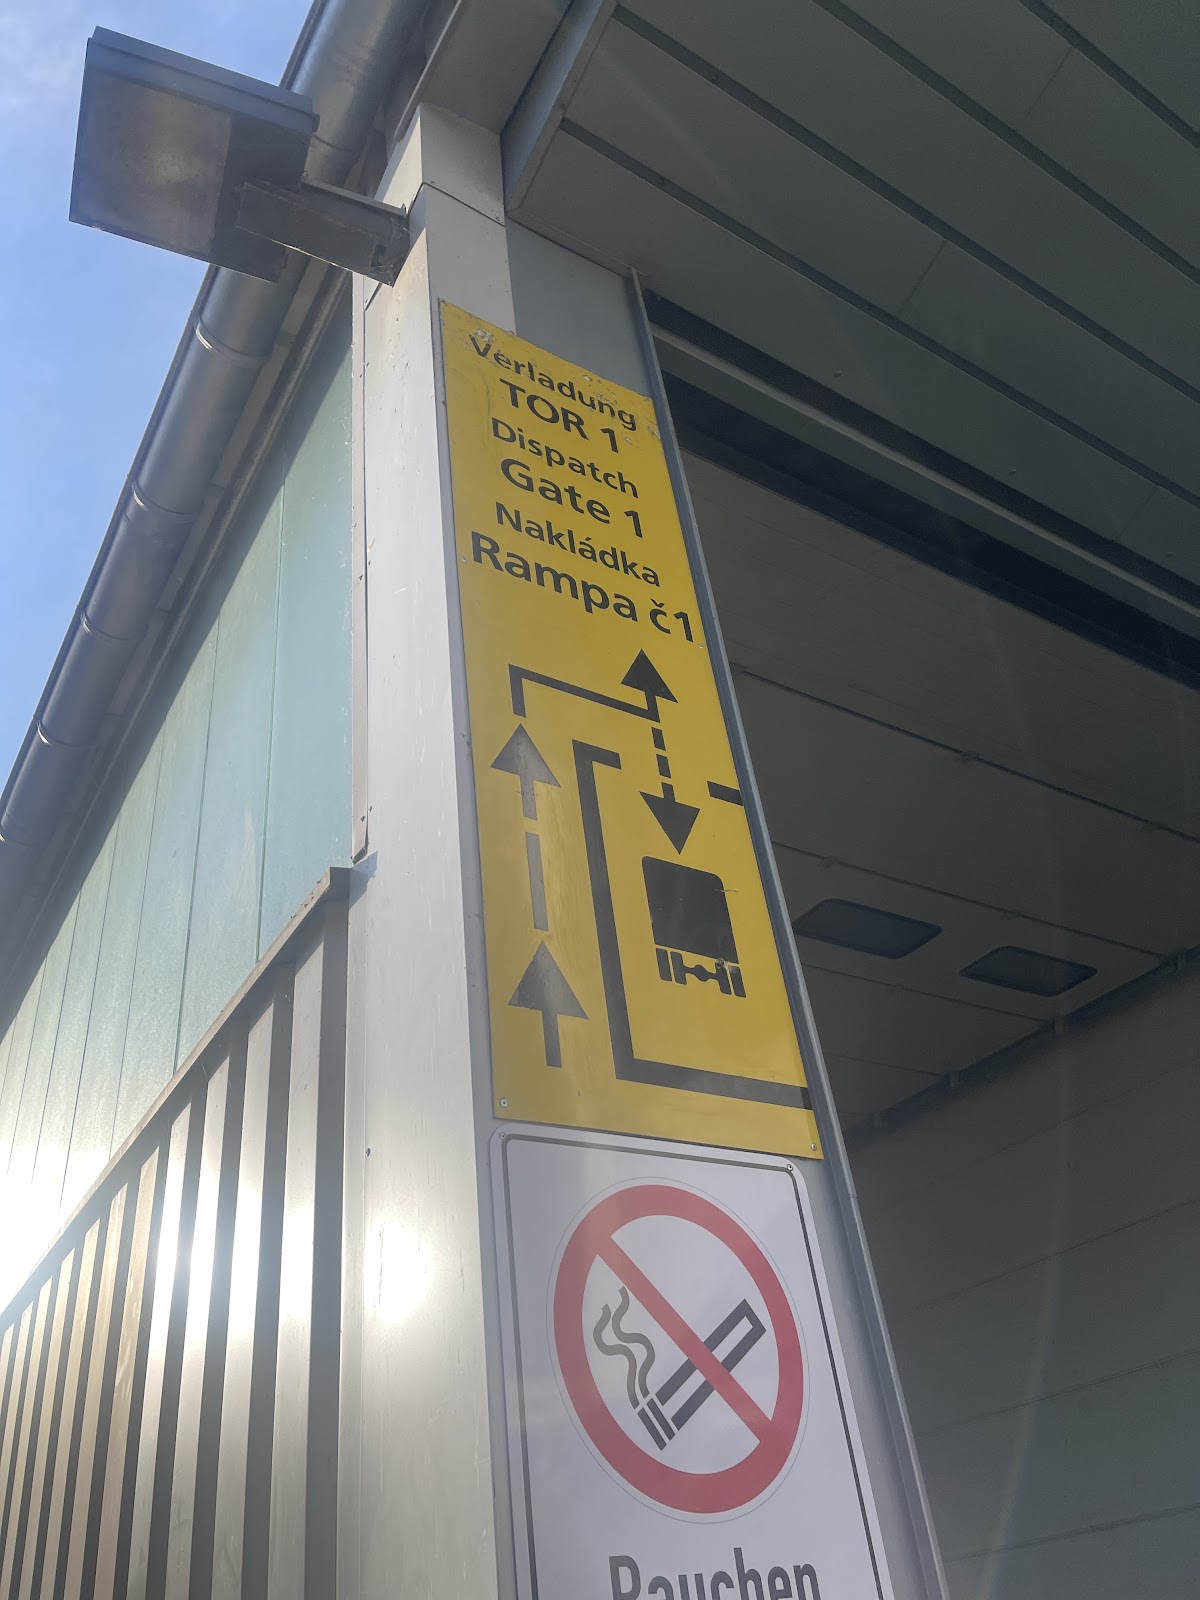 Verladung
TOR 1
Dispatch
Gate 1
Nakládka
Rampa č1
Rauchen